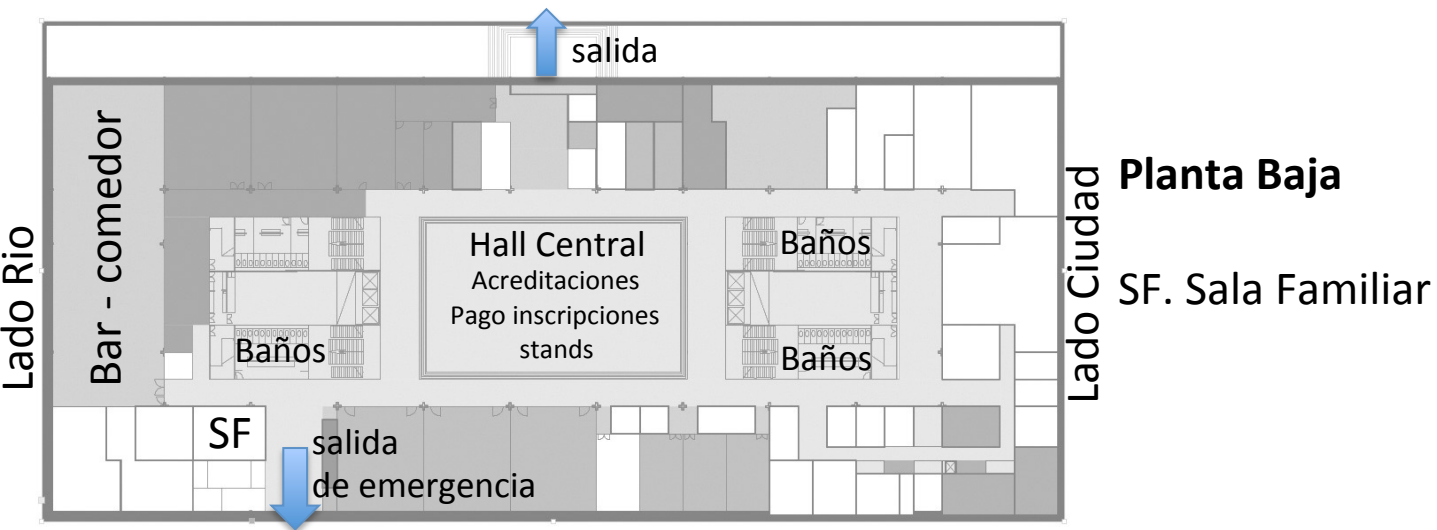 salida
Lado Rio
Bar - comedor
Hall Central
Acreditaciones
Pago inscripciones
stands
Baños
Baños
Baños
SF
salida
de emergencia
Lado Ciudad
Planta Baja
SF. Sala Familiar